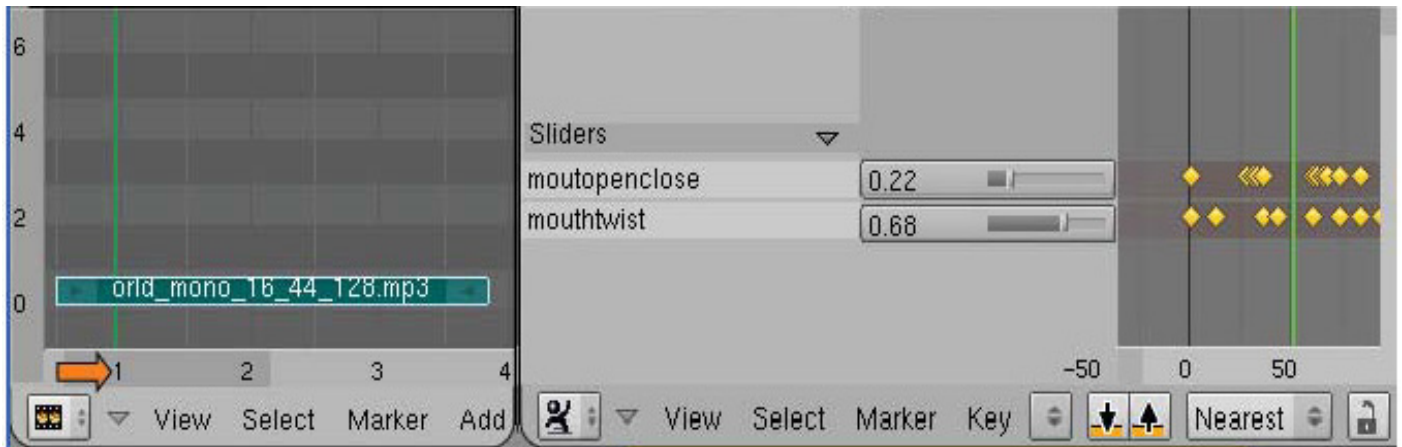 6
4
2
0
orld_mono_16_44_128.mp3
1 2 3 4
View Select Marker Add
Sliders
moutopenclose 0.22
mouthtwist 0.68
-50 0 50
View Select Marker Key Nearest